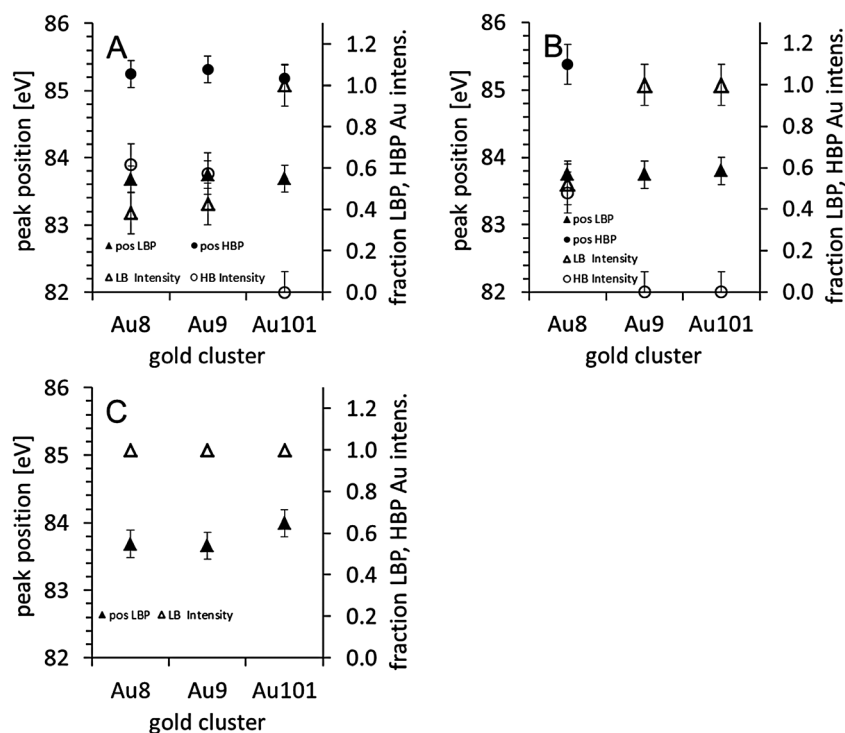 A
86
85
84
83
82
peak position [eV]
1.2
1.0
0.8
0.6
0.4
0.2
0.0
fraction LBP, HBP Au intens.
pos LBP
pos HBP
LB Intensity
HB Intensity
Au8
Au9
Au101
gold cluster
B
86
85
84
83
82
peak position [eV]
1.2
1.0
0.8
0.6
0.4
0.2
0.0
fraction LBP, HBP Au intens.
pos LBP
pos HBP
LB Intensity
HB Intensity
Au8
Au9
Au101
gold cluster
C
86
85
84
83
82
peak position [eV]
1.2
1.0
0.8
0.6
0.4
0.2
0.0
fraction LBP, HBP Au intens.
pos LBP
LB Intensity
Au8
Au9
Au101
gold cluster